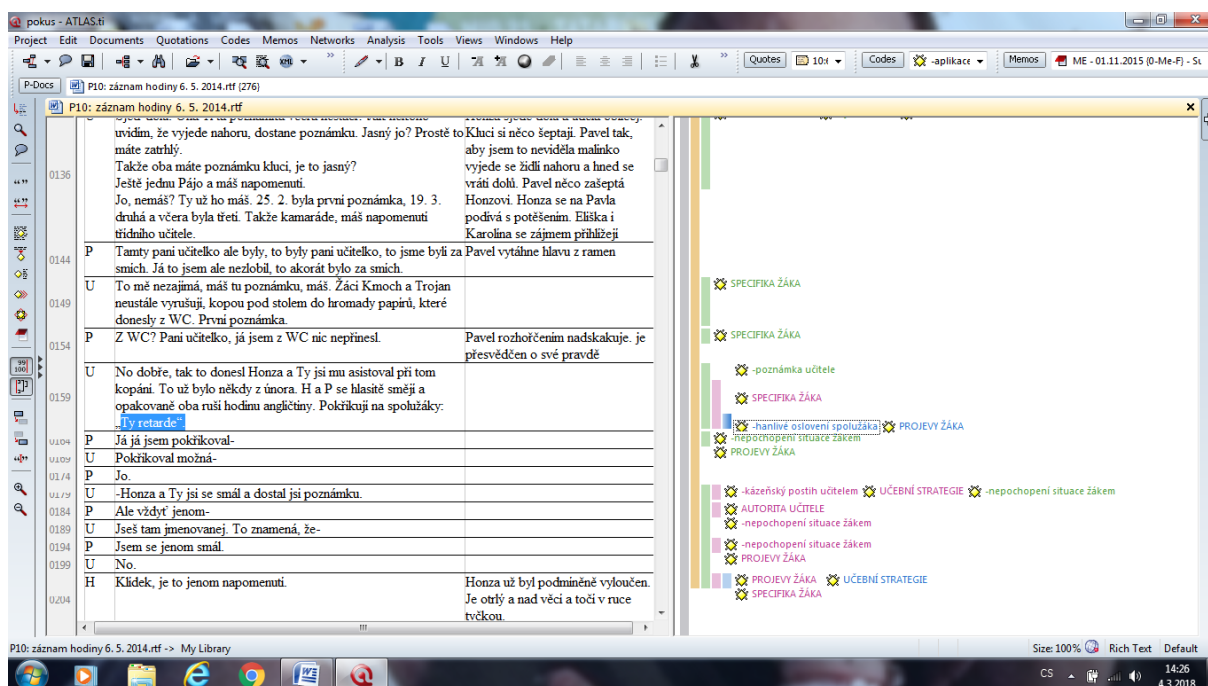 pokus - ATLAS.ti
Project Edit Documents Quotations Codes Memos Networks Analysis Tools Views Windows Help
B I U Quotes 10: Codes -aplikace Memos ME - 01.11.2015 (0-Me-F) - Su
P-Docs P10: záznam hodiny 6. 5. 2014.rtf {276}
P10: záznam hodiny 6. 5. 2014.rtf
uvidím, že vyjede nahoru, dostane poznámku. Jasný jo? Prostě to Kluci si něco šeptají. Pavel tak,
máte zatrhlý. aby jsem to neviděla malinko
0136 Takže oba máte poznámku kluci, je to jasný? vyjede se židlí nahoru a hned se
Ještě jednu Pájo a máš napomenutí. vrátí dolů. Pavel něco zašeptá
Jo, nemáš? Ty už ho máš. 25. 2. byla první poznámka, 19. 3. Honzovi. Honza se na Pavla
druhá a včera byla třetí. Takže kamaráde, máš napomenutí podívá s potěšením. Eliška i
třídního učitele. Karolína se zájmem přihlížejí
P Tamty paní učitelko ale byly, to byly paní učitelko, to jsme byli za Pavel vytáhne hlavu z ramen
0144 smích. Já to jsem ale nezlobil, to akorát bylo za smích.
U To mě nezajímá, máš tu poznámku, máš. Žáci Kmoch a Trojan SPECIFIKA ŽÁKA
0149 neustále vyrušují, kopou pod stolem do hromady papírů, které
donesly z WC. První poznámka.
P Z WC? Paní učitelko, já jsem z WC nic nepřinesl. Pavel rozhořčením nadskakuje. je SPECIFIKA ŽÁKA
0154 přesvědčen o své pravdě
U No dobře, tak to donesl Honza a Ty jsi mu asistoval při tom -poznámka učitele
0159 kopání. To už bylo někdy z února. H a P se hlasitě smějí a SPECIFIKA ŽÁKA
opakovaně oba ruší hodinu angličtiny. Pokřikují na spolužáky:
„Ty retarde“. -hanlivé oslovení spolužáka PROJEVY ŽÁKA
0164 P Já já jsem pokřikoval- -nepochopení situace žákem
0169 U Pokřikoval možná- PROJEVY ŽÁKA
0174 P Jo.
0179 U -Honza a Ty jsi se smál a dostal jsi poznámku. -kázeňský postih učitelem UČEBNÍ STRATEGIE -nepochopení situace žákem
0184 P Ale vždyť jenom- AUTORITA UČITELE
0189 U Jseš tam jmenovanej. To znamená, že- -nepochopení situace žákem
0194 P Jsem se jenom smál. -nepochopení situace žákem
0199 U No. PROJEVY ŽÁKA
H Klídek, je to jenom napomenutí. Honza už byl podmíněně vyloučen. PROJEVY ŽÁKA UČEBNÍ STRATEGIE
0204 Je otrlý a nad věcí a točí v ruce SPECIFIKA ŽÁKA
tyčkou.
P10: záznam hodiny 6. 5. 2014.rtf -> My Library Size: 100% Rich Text Default
CS 14:26
4.3.2018